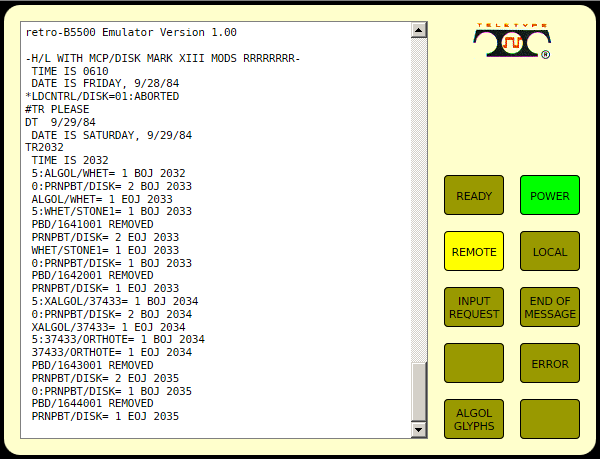 retro-B5500 Emulator Version 1.00
-H/L WITH MCP/DISK MARK XIII MODS RRRRRRRR-
TIME IS 0610
DATE IS FRIDAY, 9/28/84
*LDCNTRL/DISK=01:ABORTED
#TR PLEASE
DT  9/29/84
DATE IS SATURDAY, 9/29/84
TR2032
TIME IS 2032
5:ALGOL/WHET= 1 BOJ 2032
0:PRNPBT/DISK= 2 BOJ 2033
ALGOL/WHET= 1 EOJ 2033
5:WHET/STONE1= 1 BOJ 2033
PBD/1641001 REMOVED
PRNPBT/DISK= 2 EOJ 2033
WHET/STONE1= 1 EOJ 2033
0:PRNPBT/DISK= 1 BOJ 2033
PBD/1642001 REMOVED
PRNPBT/DISK= 1 EOJ 2033
5:XALGOL/37433= 1 BOJ 2034
0:PRNPBT/DISK= 2 BOJ 2034
XALGOL/37433= 1 EOJ 2034
5:37433/ORTHOTE= 1 BOJ 2034
37433/ORTHOTE= 1 EOJ 2034
PBD/1643001 REMOVED
PRNPBT/DISK= 2 EOJ 2035
0:PRNPBT/DISK= 1 BOJ 2035
PBD/1644001 REMOVED
PRNPBT/DISK= 1 EOJ 2035
TELETYPE
®
READY
POWER
REMOTE
LOCAL
INPUT
REQUEST
END OF
MESSAGE
ERROR
ALGOL
GLYPHS